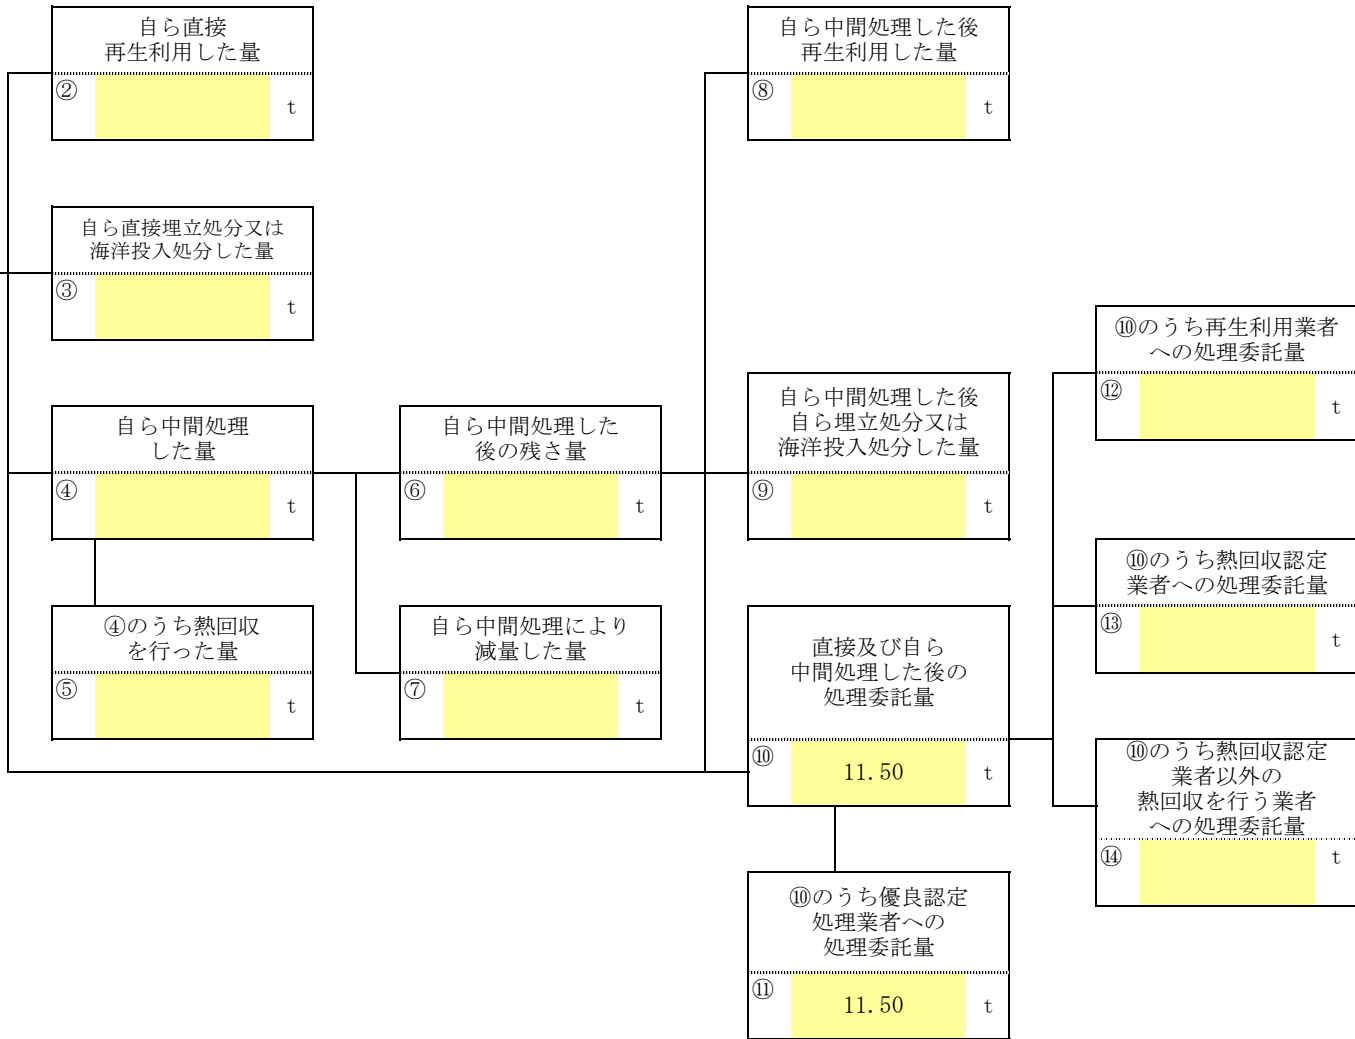 自ら直接
再生利用した量
②
t
自ら中間処理した後
再生利用した量
⑧
t
自ら直接埋立処分又は
海洋投入処分した量
③
t
⑩のうち再生利用業者
への処理委託量
⑫
t
自ら中間処理
した量
④
t
自ら中間処理した
後の残さ量
⑥
t
自ら中間処理した後
自ら埋立処分又は
海洋投入処分した量
⑨
t
⑩のうち熱回収認定
業者への処理委託量
⑬
t
④のうち熱回収
を行った量
⑤
t
自ら中間処理により
減量した量
⑦
t
直接及び自ら
中間処理した後の
処理委託量
⑩ 11.50 t
⑩のうち熱回収認定
業者以外の
熱回収を行う業者
への処理委託量
⑭
t
⑩のうち優良認定
処理業者への
処理委託量
⑪ 11.50 t